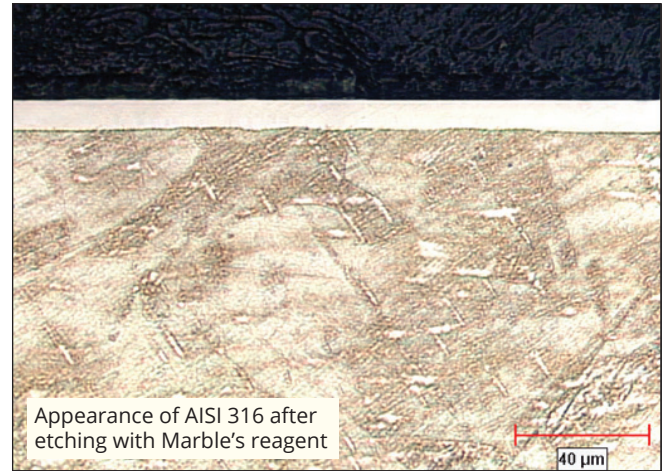 Appearance of AISI 316 after
etching with Marble's reagent
40 µm